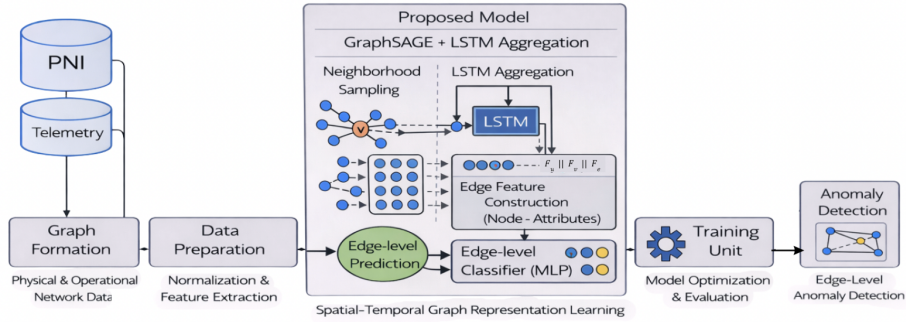 Proposed Model
GraphSAGE + LSTM Aggregation
PNI
Telemetry
Neighborhood
Sampling
LSTM Aggregation
v
LSTM
F_y || F_v || F_e
Edge Feature
Construction
(Node - Attributes)
Graph
Formation
Physical & Operational
Network Data
Data
Preparation
Normalization &
Feature Extraction
Edge-level
Prediction
Edge-level
Classifier (MLP)
Spatial-Temporal Graph Representation Learning
Training
Unit
Model Optimization
& Evaluation
Anomaly
Detection
Edge-Level
Anomaly Detection